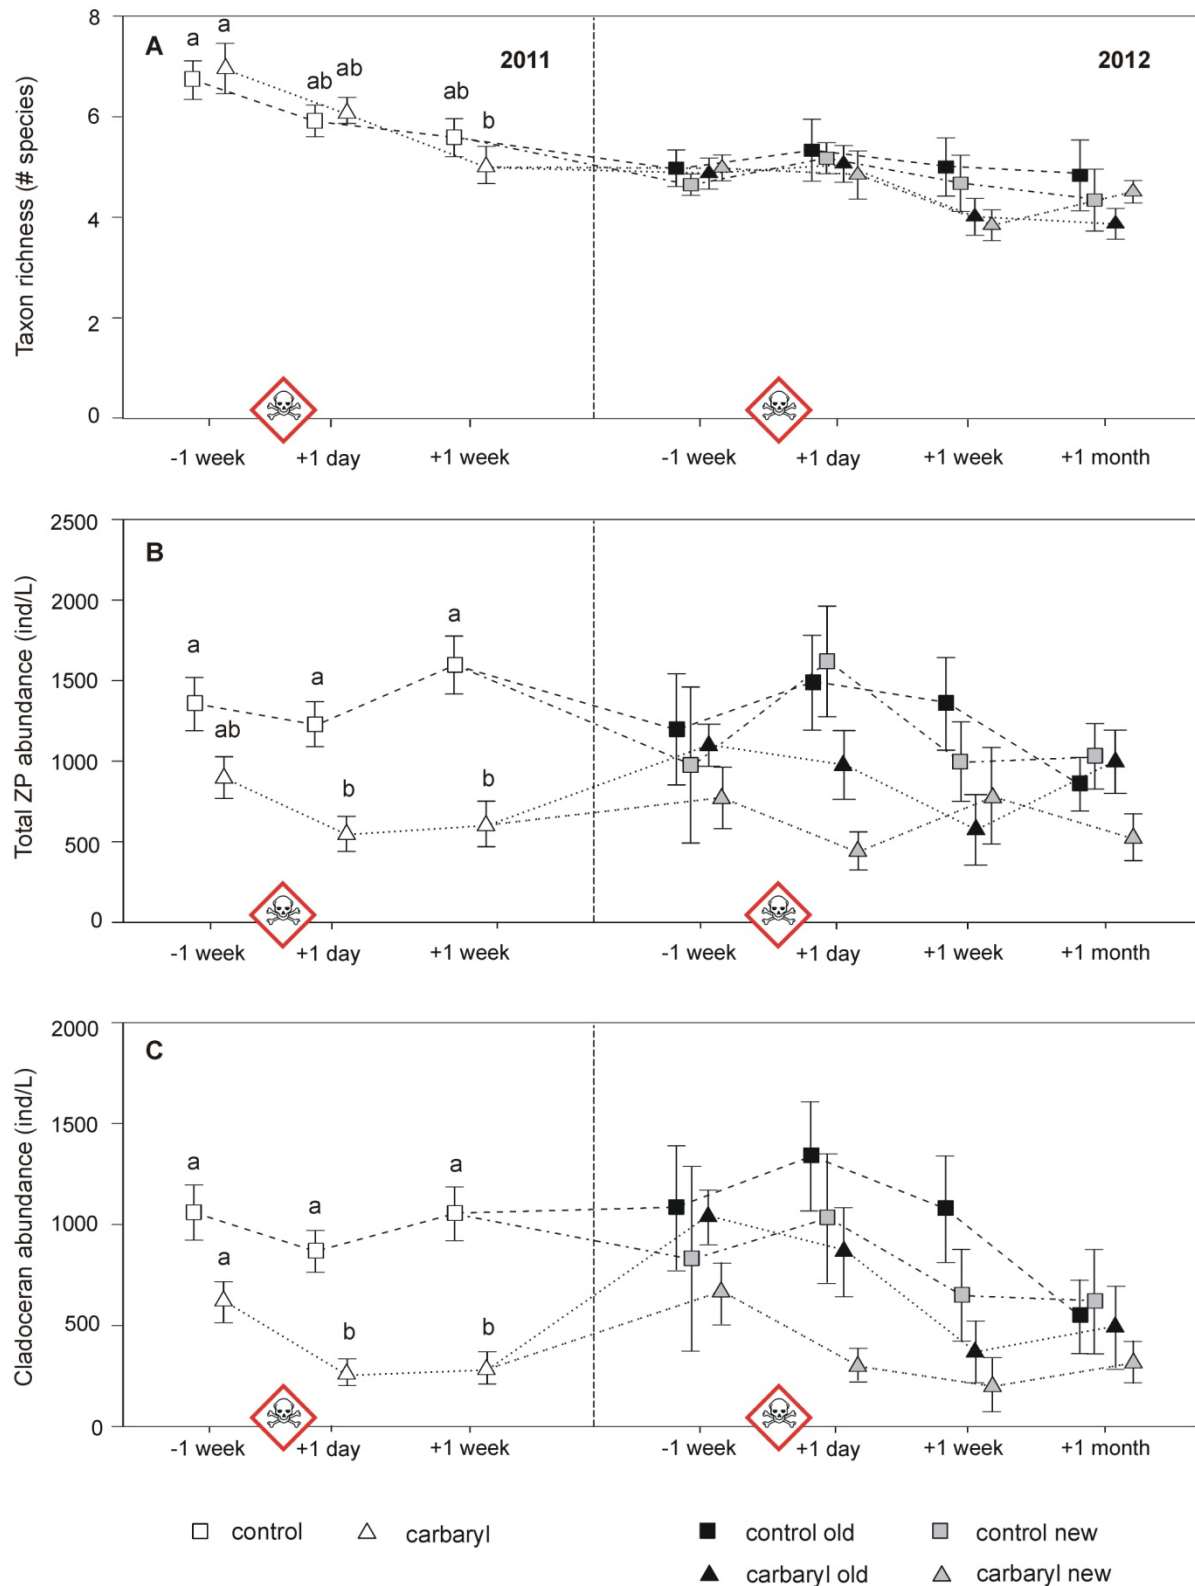 8
A
a
a
2011
2012
ab
ab
ab
b
6
4
2
0
Taxon richness (# species)
-1 week
+1 day
+1 week
-1 week
+1 day
+1 week
+1 month
2500
B
2000
a
a
a
1500
ab
1000
b
b
500
0
Total ZP abundance (ind/L)
-1 week
+1 day
+1 week
-1 week
+1 day
+1 week
+1 month
2000
C
1500
a
a
a
1000
a
500
b
b
0
Cladoceran abundance (ind/L)
-1 week
+1 day
+1 week
-1 week
+1 day
+1 week
+1 month
control
carbaryl
control old
control new
carbaryl old
carbaryl new